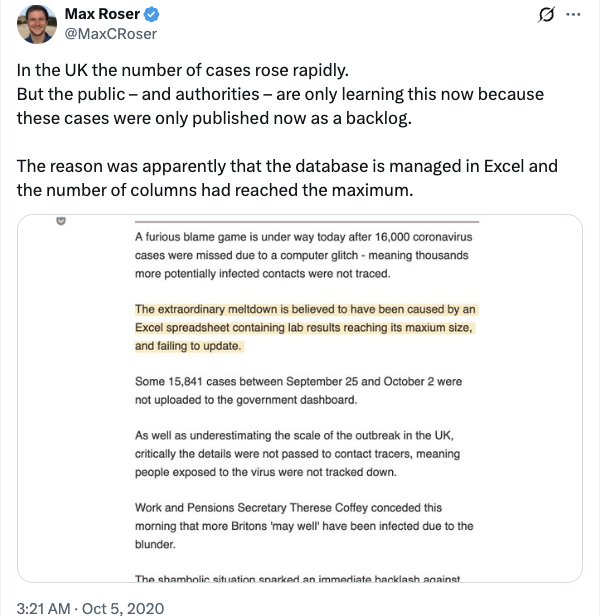 Max Roser
@MaxCRoser
In the UK the number of cases rose rapidly.
But the public – and authorities – are only learning this now because
these cases were only published now as a backlog.
The reason was apparently that the database is managed in Excel and
the number of columns had reached the maximum.
A furious blame game is under way today after 16,000 coronavirus
cases were missed due to a computer glitch - meaning thousands
more potentially infected contacts were not traced.
The extraordinary meltdown is believed to have been caused by an
Excel spreadsheet containing lab results reaching its maxium size,
and failing to update.
Some 15,841 cases between September 25 and October 2 were
not uploaded to the government dashboard.
As well as underestimating the scale of the outbreak in the UK,
critically the details were not passed to contact tracers, meaning
people exposed to the virus were not tracked down.
Work and Pensions Secretary Therese Coffey conceded this
morning that more Britons 'may well' have been infected due to the
blunder.
The shambolic situation sparked an immediate backlash against
3:21 AM · Oct 5, 2020